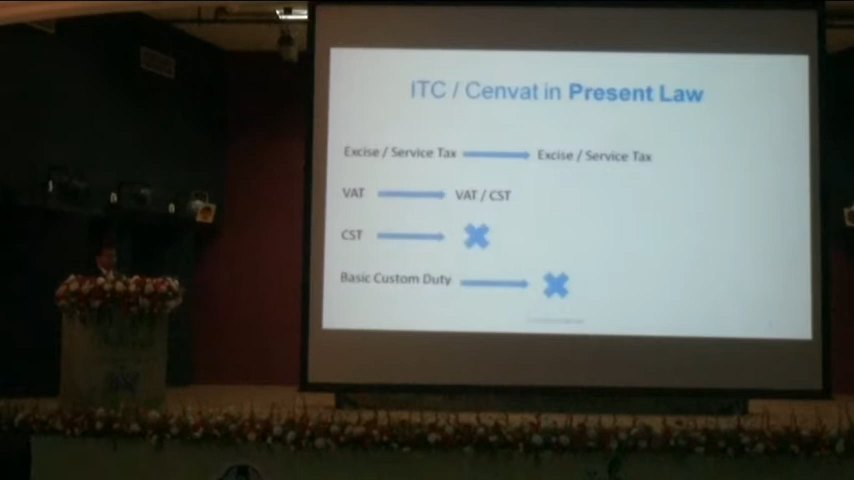 ITC / Cenvat in Present Law
Excise / Service Tax Excise / Service Tax
VAT VAT / CST
CST
Basic Custom Duty